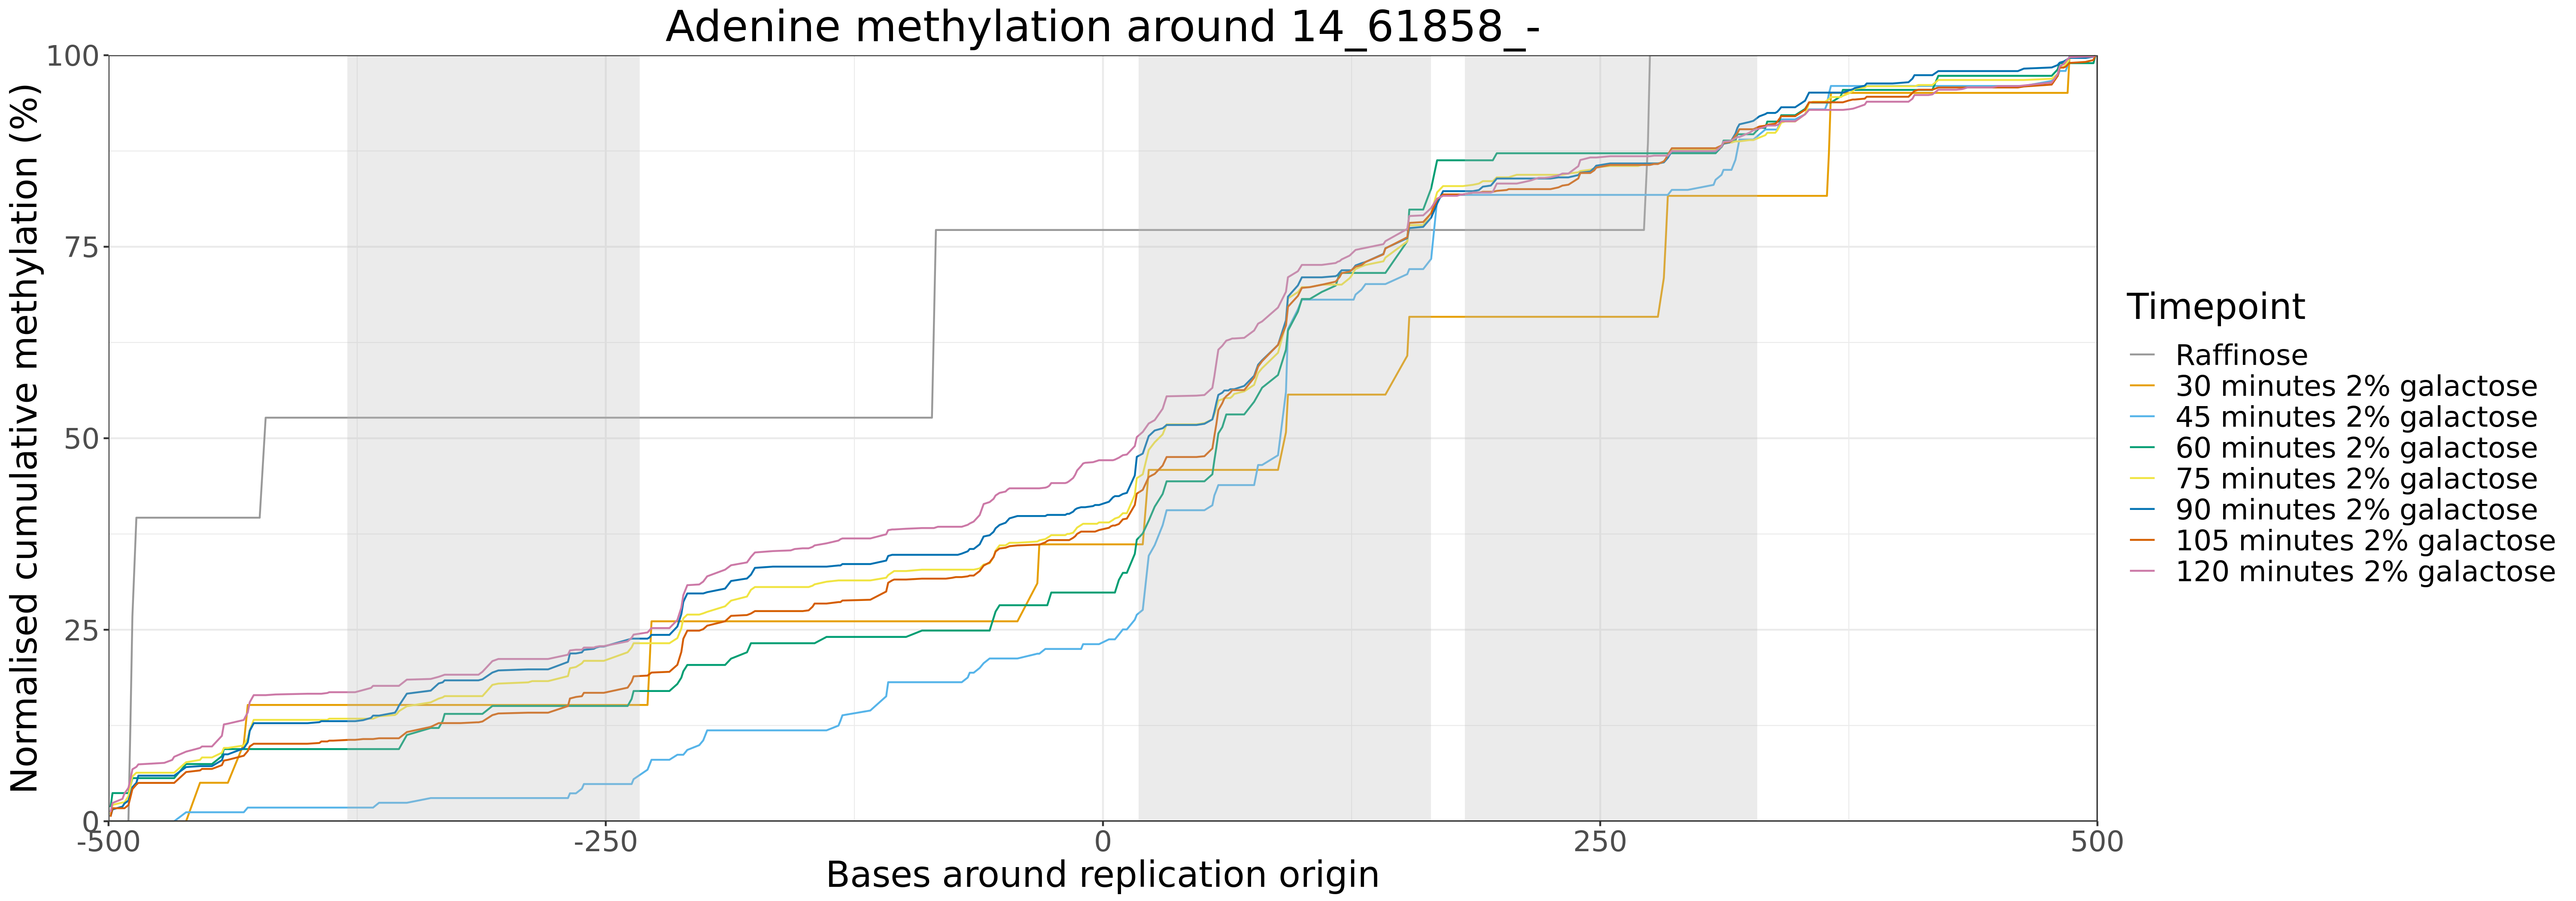 Adenine methylation around 14_61858_-
Normalised cumulative methylation (%)
100
75
50
25
0
-500
-250
0
250
500
Bases around replication origin
Timepoint
Raffinose
30 minutes 2% galactose
45 minutes 2% galactose
60 minutes 2% galactose
75 minutes 2% galactose
90 minutes 2% galactose
105 minutes 2% galactose
120 minutes 2% galactose